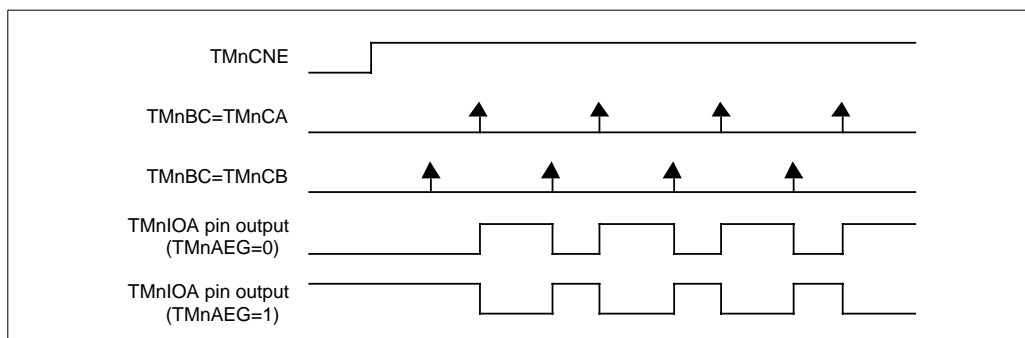 TMnCNE
TMnBC=TMnCA
TMnBC=TMnCB
TMnIOA pin output
(TMnAEG=0)
TMnIOA pin output
(TMnAEG=1)